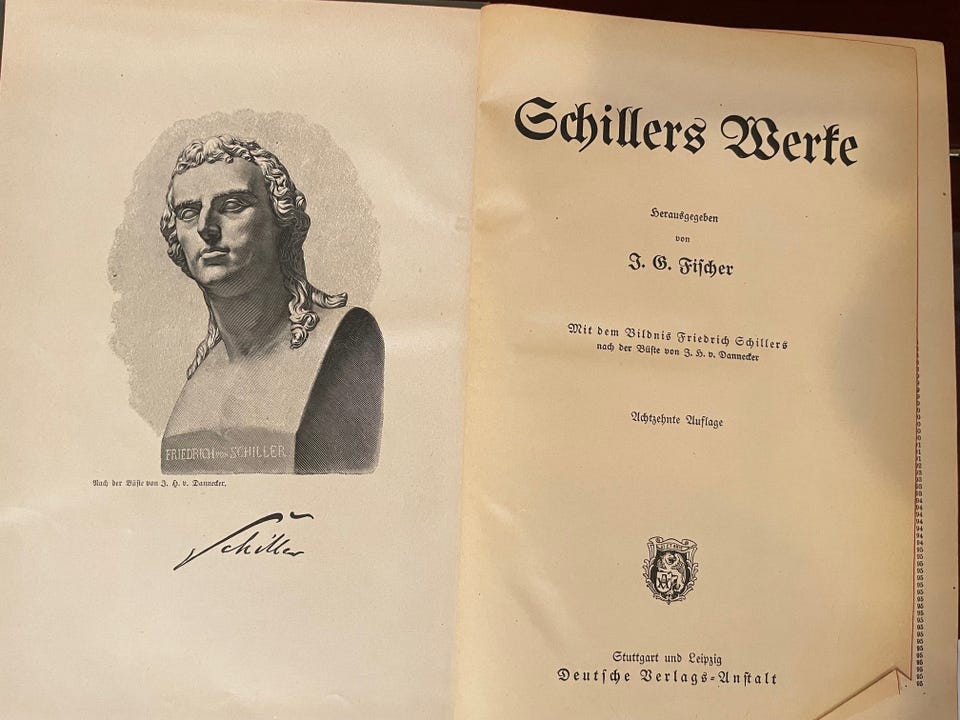 FRIEDRICH VON SCHILLER
Nach der Büste von J. H. v. Dannecker.
Schiller
Schillers Werke
Herausgegeben
von
J. G. Fischer
Mit dem Bildnis Friedrich Schillers
nach der Büste von J. H. v. Dannecker
Achtzehnte Auflage
Stuttgart und Leipzig
Deutsche Verlags-Anstalt